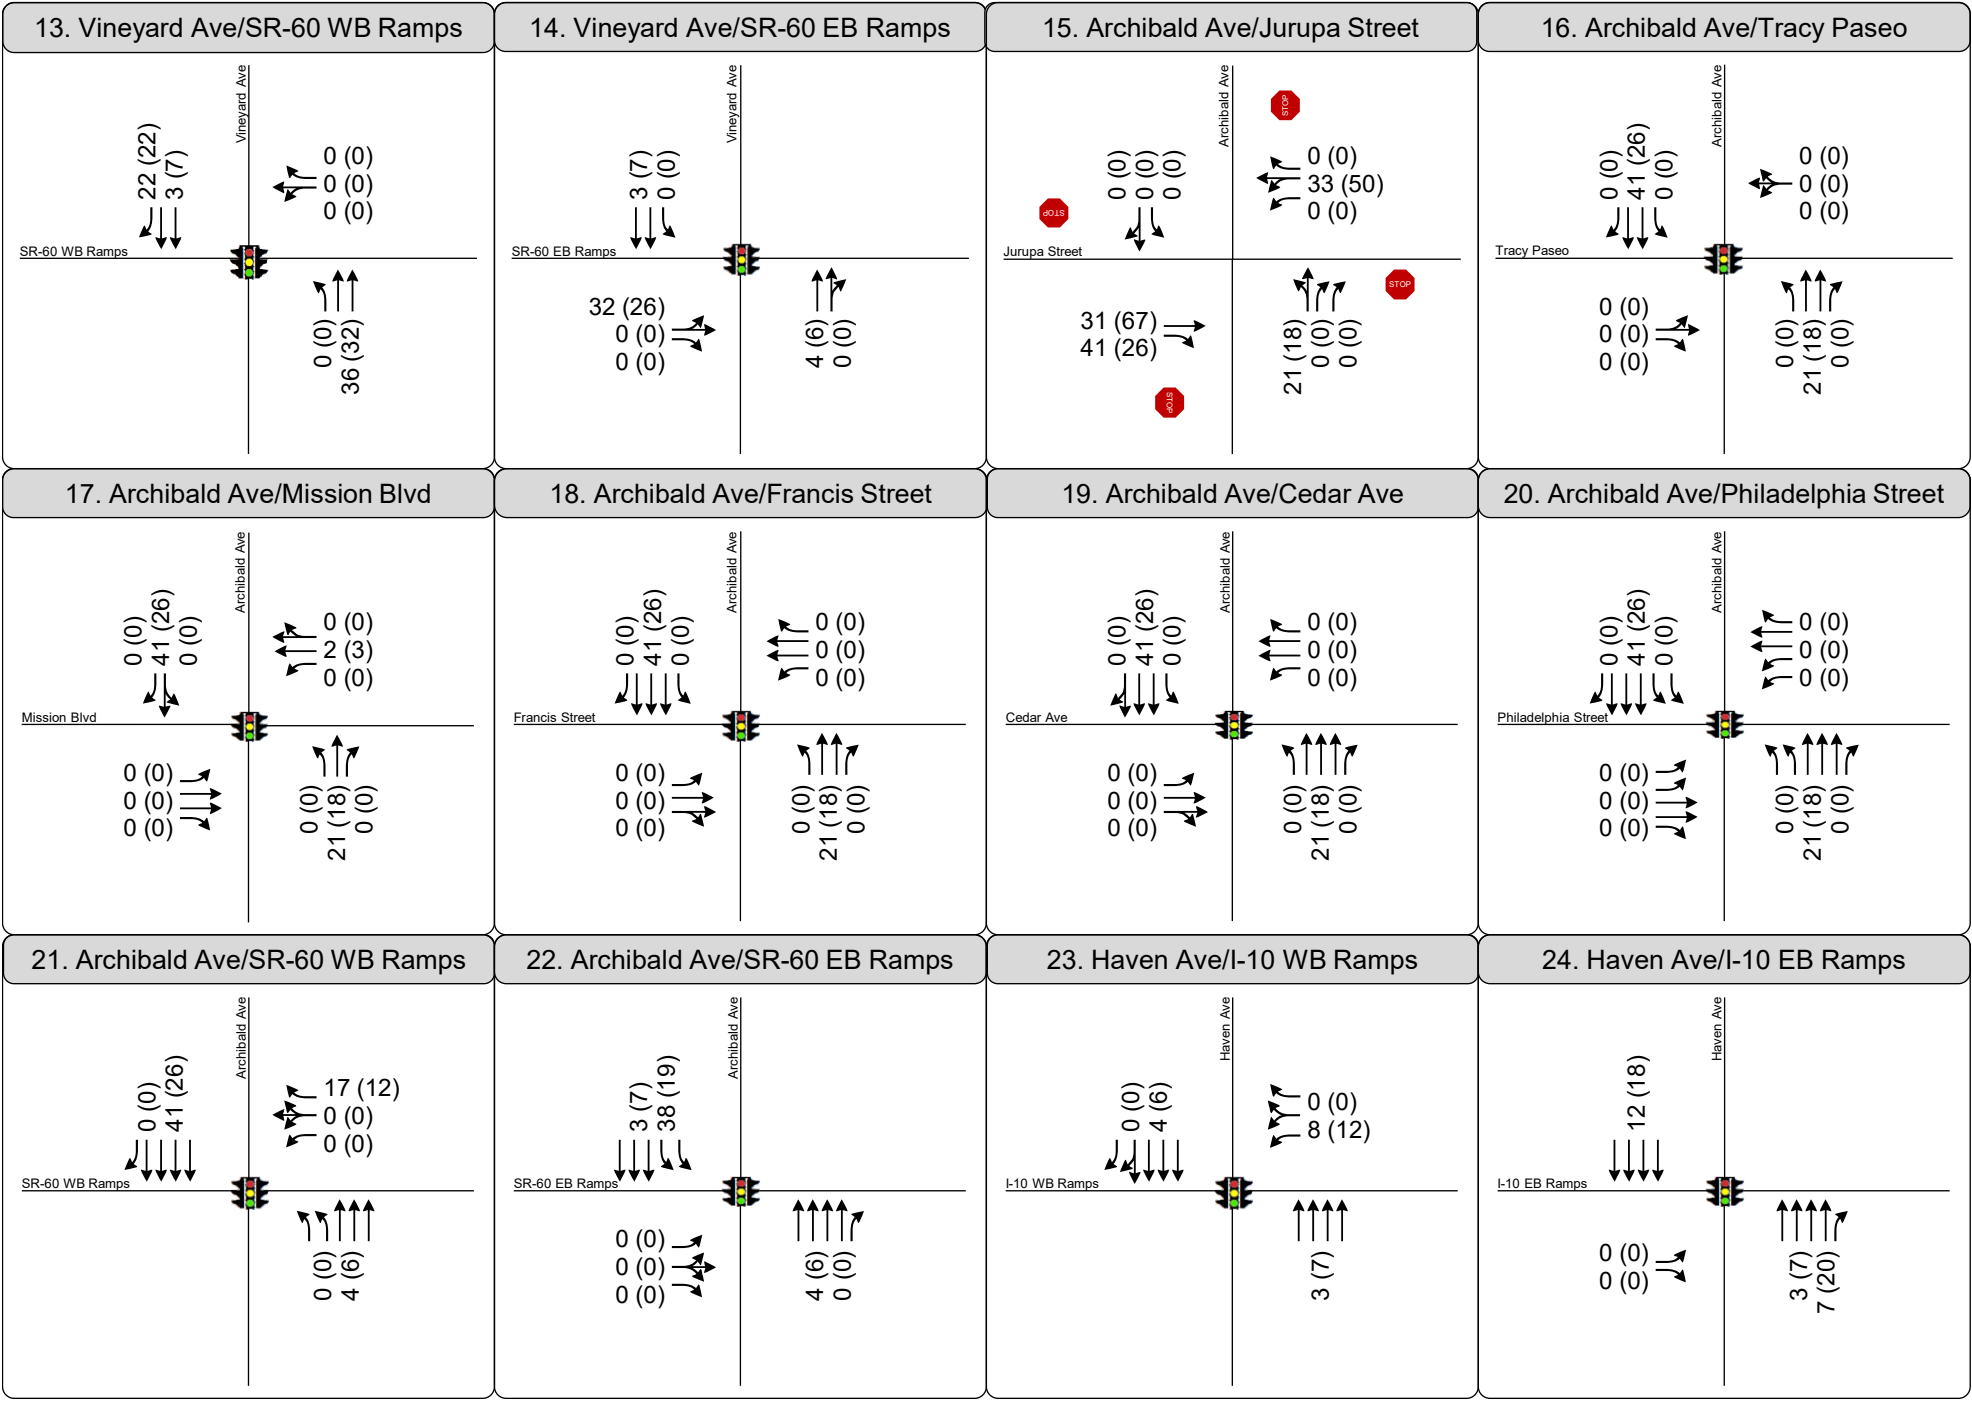 13. Vineyard Ave/SR-60 WB Ramps
Vineyard Ave
22 (22)
3 (7)
0 (0)
0 (0)
0 (0)
SR-60 WB Ramps
0 (0)
36 (32)
14. Vineyard Ave/SR-60 EB Ramps
Vineyard Ave
3 (7)
0 (0)
SR-60 EB Ramps
32 (26)
0 (0)
0 (0)
4 (6)
0 (0)
15. Archibald Ave/Jurupa Street
Archibald Ave
STOP
0 (0)
0 (0)
0 (0)
0 (0)
33 (50)
0 (0)
STOP
Jurupa Street
STOP
31 (67)
41 (26)
21 (18)
0 (0)
0 (0)
STOP
16. Archibald Ave/Tracy Paseo
Archibald Ave
0 (0)
41 (26)
0 (0)
0 (0)
0 (0)
0 (0)
Tracy Paseo
0 (0)
0 (0)
0 (0)
0 (0)
21 (18)
0 (0)
17. Archibald Ave/Mission Blvd
Archibald Ave
0 (0)
41 (26)
0 (0)
0 (0)
2 (3)
0 (0)
Mission Blvd
0 (0)
0 (0)
0 (0)
0 (0)
21 (18)
0 (0)
18. Archibald Ave/Francis Street
Archibald Ave
0 (0)
41 (26)
0 (0)
0 (0)
0 (0)
0 (0)
Francis Street
0 (0)
0 (0)
0 (0)
0 (0)
21 (18)
0 (0)
19. Archibald Ave/Cedar Ave
Archibald Ave
0 (0)
41 (26)
0 (0)
0 (0)
0 (0)
0 (0)
Cedar Ave
0 (0)
0 (0)
0 (0)
0 (0)
21 (18)
0 (0)
20. Archibald Ave/Philadelphia Street
Archibald Ave
0 (0)
41 (26)
0 (0)
0 (0)
0 (0)
0 (0)
Philadelphia Street
0 (0)
0 (0)
0 (0)
0 (0)
21 (18)
0 (0)
21. Archibald Ave/SR-60 WB Ramps
Archibald Ave
0 (0)
41 (26)
17 (12)
0 (0)
0 (0)
SR-60 WB Ramps
0 (0)
4 (6)
22. Archibald Ave/SR-60 EB Ramps
Archibald Ave
3 (7)
38 (19)
SR-60 EB Ramps
0 (0)
0 (0)
0 (0)
4 (6)
0 (0)
23. Haven Ave/I-10 WB Ramps
Haven Ave
0 (0)
4 (6)
0 (0)
8 (12)
I-10 WB Ramps
3 (7)
24. Haven Ave/I-10 EB Ramps
Haven Ave
12 (18)
I-10 EB Ramps
0 (0)
0 (0)
3 (7)
7 (20)